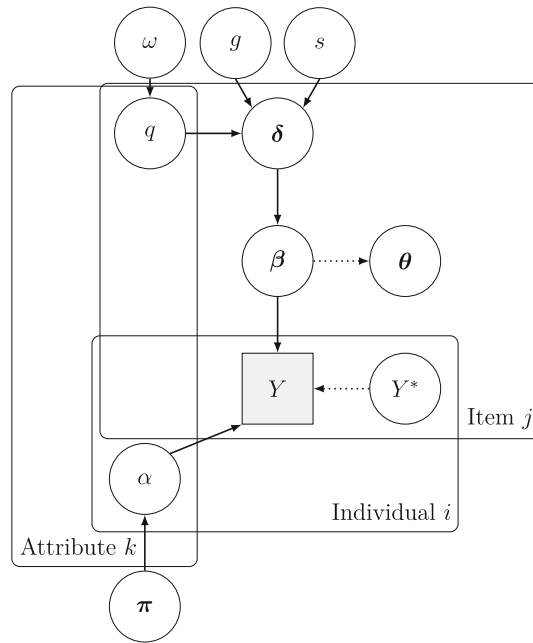 ω
g
s
q
δ
β
θ
Y
Y*
Item j
α
Individual i
Attribute k
π